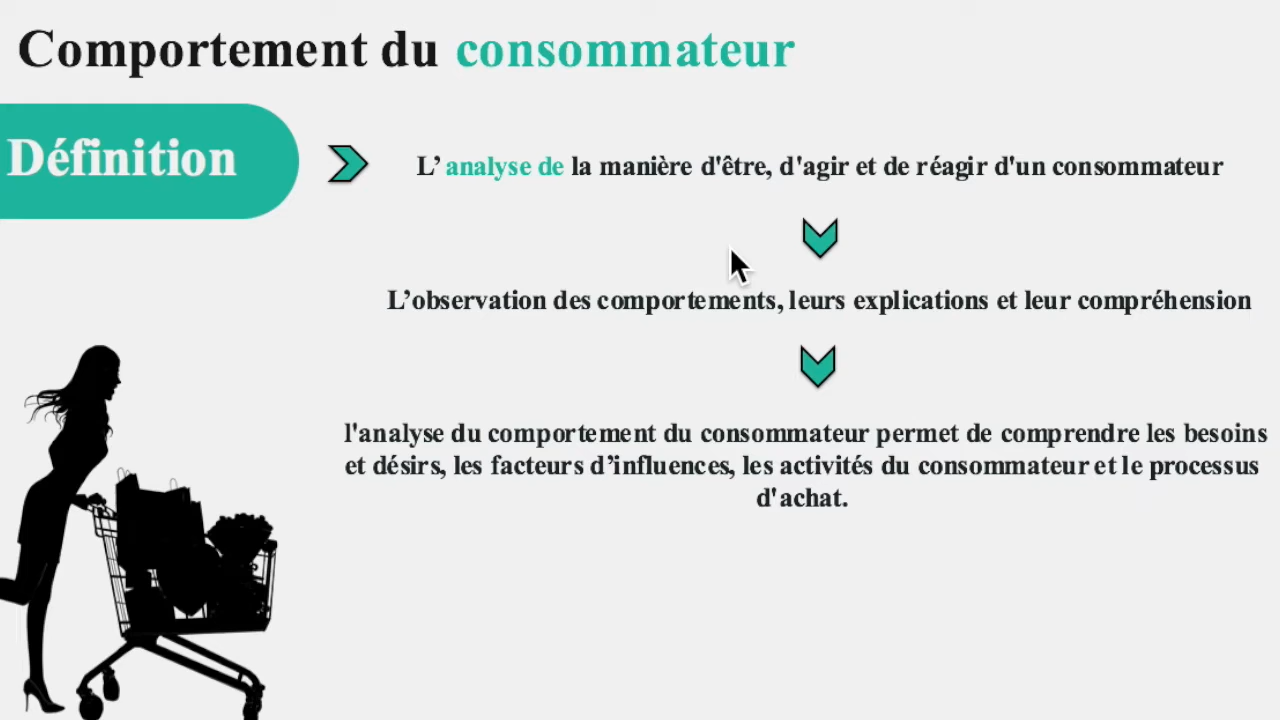 Comportement du consommateur
Définition
L’ analyse de la manière d'être, d'agir et de réagir d'un consommateur
L’observation des comportements, leurs explications et leur compréhension
l'analyse du comportement du consommateur permet de comprendre les besoins
et désirs, les facteurs d’influences, les activités du consommateur et le processus
d'achat.